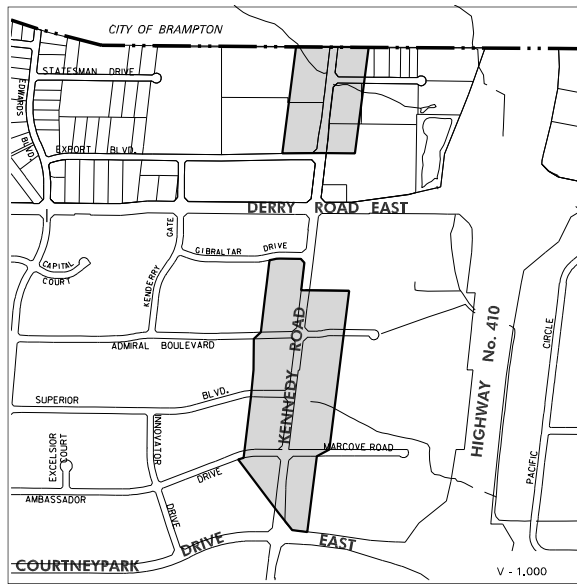 CITY OF BRAMPTON
STATESMAN DRIVE
EDWARDS BLVD.
EXPORT BLVD.
DERRY ROAD EAST
KENDERRY GATE
GIBRALTAR DRIVE
CAPITAL COURT
ADMIRAL BOULEVARD
KENNEDY ROAD
HIGHWAY No. 410
PACIFIC CIRCLE
SUPERIOR BLVD.
EXCELSIOR COURT
INNOVATOR DRIVE
MARCOVE ROAD
AMBASSADOR DRIVE
COURTNEYPARK DRIVE EAST
V - 1.000